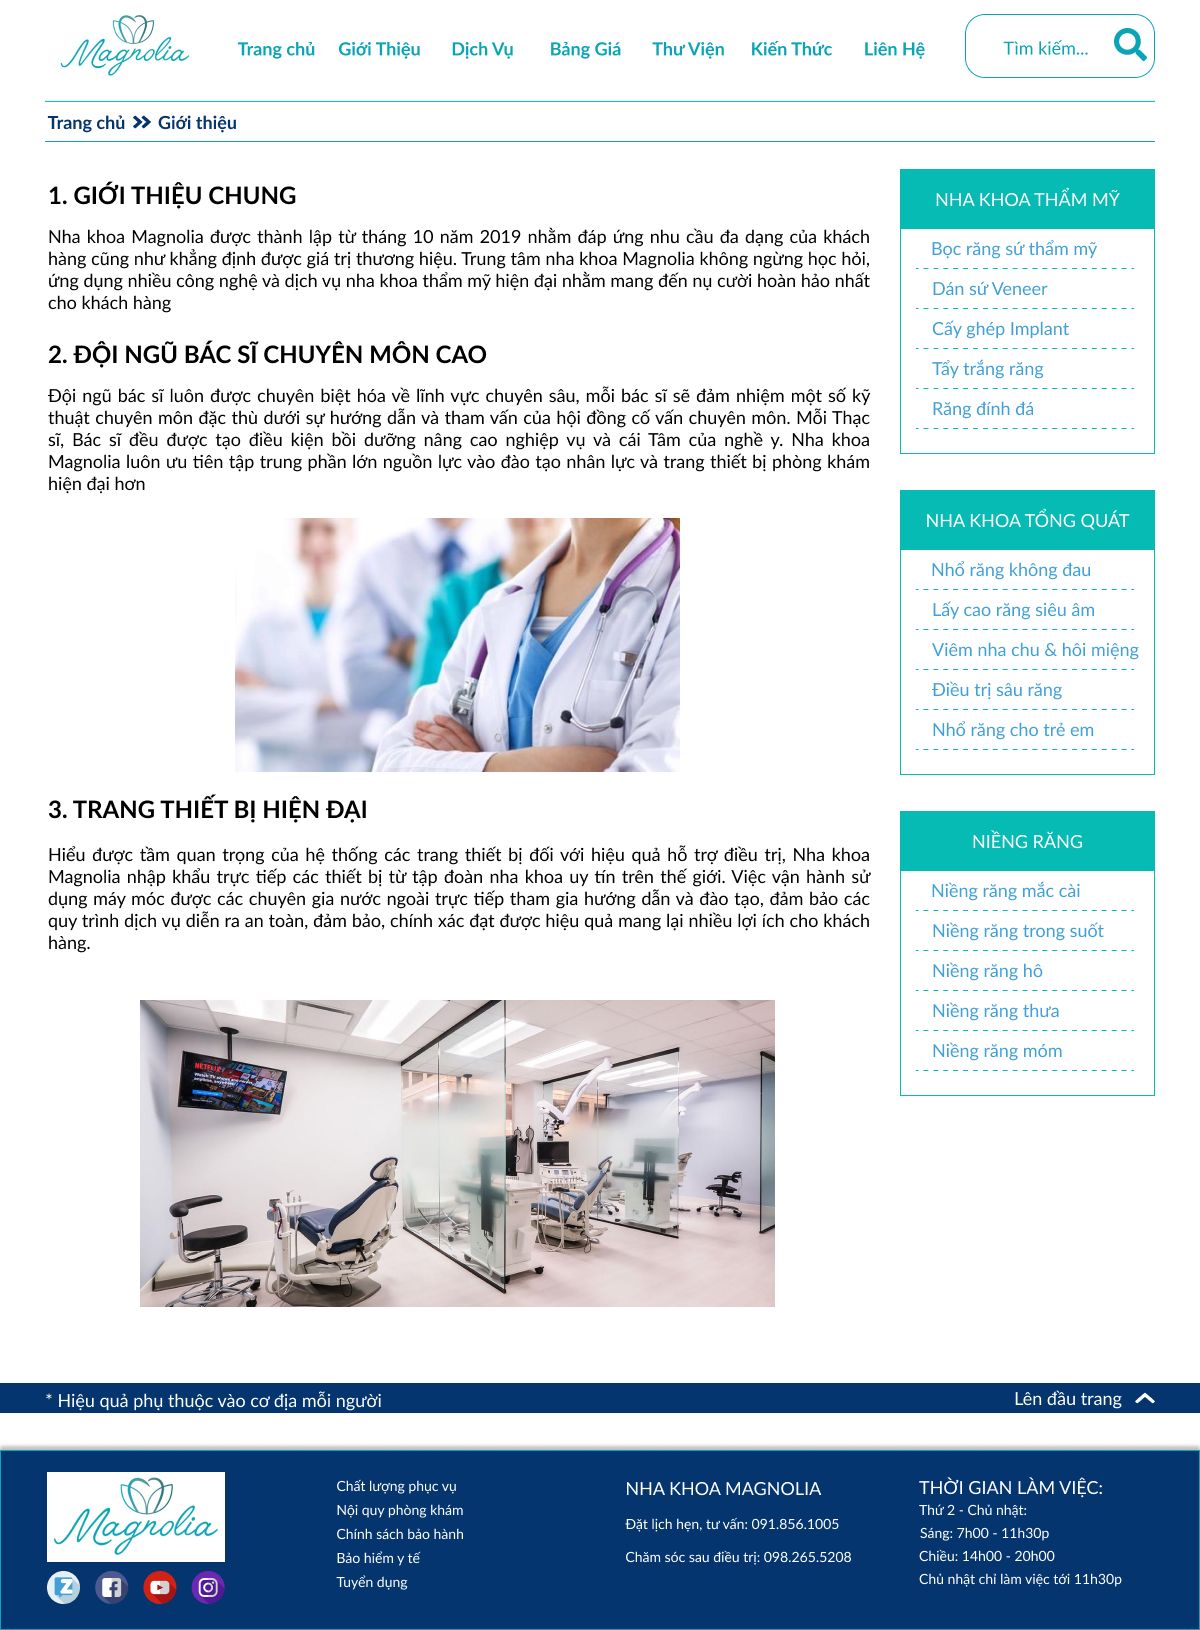 Magnolia
Trang chủ Giới Thiệu Dịch Vụ Bảng Giá Thư Viện Kiến Thức Liên Hệ
Tìm kiếm...
Trang chủ Giới thiệu
1. GIỚI THIỆU CHUNG
Nha khoa Magnolia được thành lập từ tháng 10 năm 2019 nhằm đáp ứng nhu cầu đa dạng của khách
hàng cũng như khẳng định được giá trị thương hiệu. Trung tâm nha khoa Magnolia không ngừng học hỏi,
ứng dụng nhiều công nghệ và dịch vụ nha khoa thẩm mỹ hiện đại nhằm mang đến nụ cười hoàn hảo nhất
cho khách hàng
2. ĐỘI NGŨ BÁC SĨ CHUYÊN MÔN CAO
Đội ngũ bác sĩ luôn được chuyên biệt hóa về lĩnh vực chuyên sâu, mỗi bác sĩ sẽ đảm nhiệm một số kỹ
thuật chuyên môn đặc thù dưới sự hướng dẫn và tham vấn của hội đồng cố vấn chuyên môn. Mỗi Thạc
sĩ, Bác sĩ đều được tạo điều kiện bồi dưỡng nâng cao nghiệp vụ và cái Tâm của nghề y. Nha khoa
Magnolia luôn ưu tiên tập trung phần lớn nguồn lực vào đào tạo nhân lực và trang thiết bị phòng khám
hiện đại hơn
3. TRANG THIẾT BỊ HIỆN ĐẠI
Hiểu được tầm quan trọng của hệ thống các trang thiết bị đối với hiệu quả hỗ trợ điều trị, Nha khoa
Magnolia nhập khẩu trực tiếp các thiết bị từ tập đoàn nha khoa uy tín trên thế giới. Việc vận hành sử
dụng máy móc được các chuyên gia nước ngoài trực tiếp tham gia hướng dẫn và đào tạo, đảm bảo các
quy trình dịch vụ diễn ra an toàn, đảm bảo, chính xác đạt được hiệu quả mang lại nhiều lợi ích cho khách
hàng.
NETFLIX
NHA KHOA THẨM MỸ
Bọc răng sứ thẩm mỹ
Dán sứ Veneer
Cấy ghép Implant
Tẩy trắng răng
Răng đính đá
NHA KHOA TỔNG QUÁT
Nhổ răng không đau
Lấy cao răng siêu âm
Viêm nha chu & hôi miệng
Điều trị sâu răng
Nhổ răng cho trẻ em
NIỀNG RĂNG
Niềng răng mắc cài
Niềng răng trong suốt
Niềng răng hô
Niềng răng thưa
Niềng răng móm
* Hiệu quả phụ thuộc vào cơ địa mỗi người
Lên đầu trang
Magnolia
Chất lượng phục vụ
Nội quy phòng khám
Chính sách bảo hành
Bảo hiểm y tế
Tuyển dụng
NHA KHOA MAGNOLIA
Đặt lịch hẹn, tư vấn: 091.856.1005
Chăm sóc sau điều trị: 098.265.5208
THỜI GIAN LÀM VIỆC:
Thứ 2 - Chủ nhật:
Sáng: 7h00 - 11h30p
Chiều: 14h00 - 20h00
Chủ nhật chỉ làm việc tới 11h30p